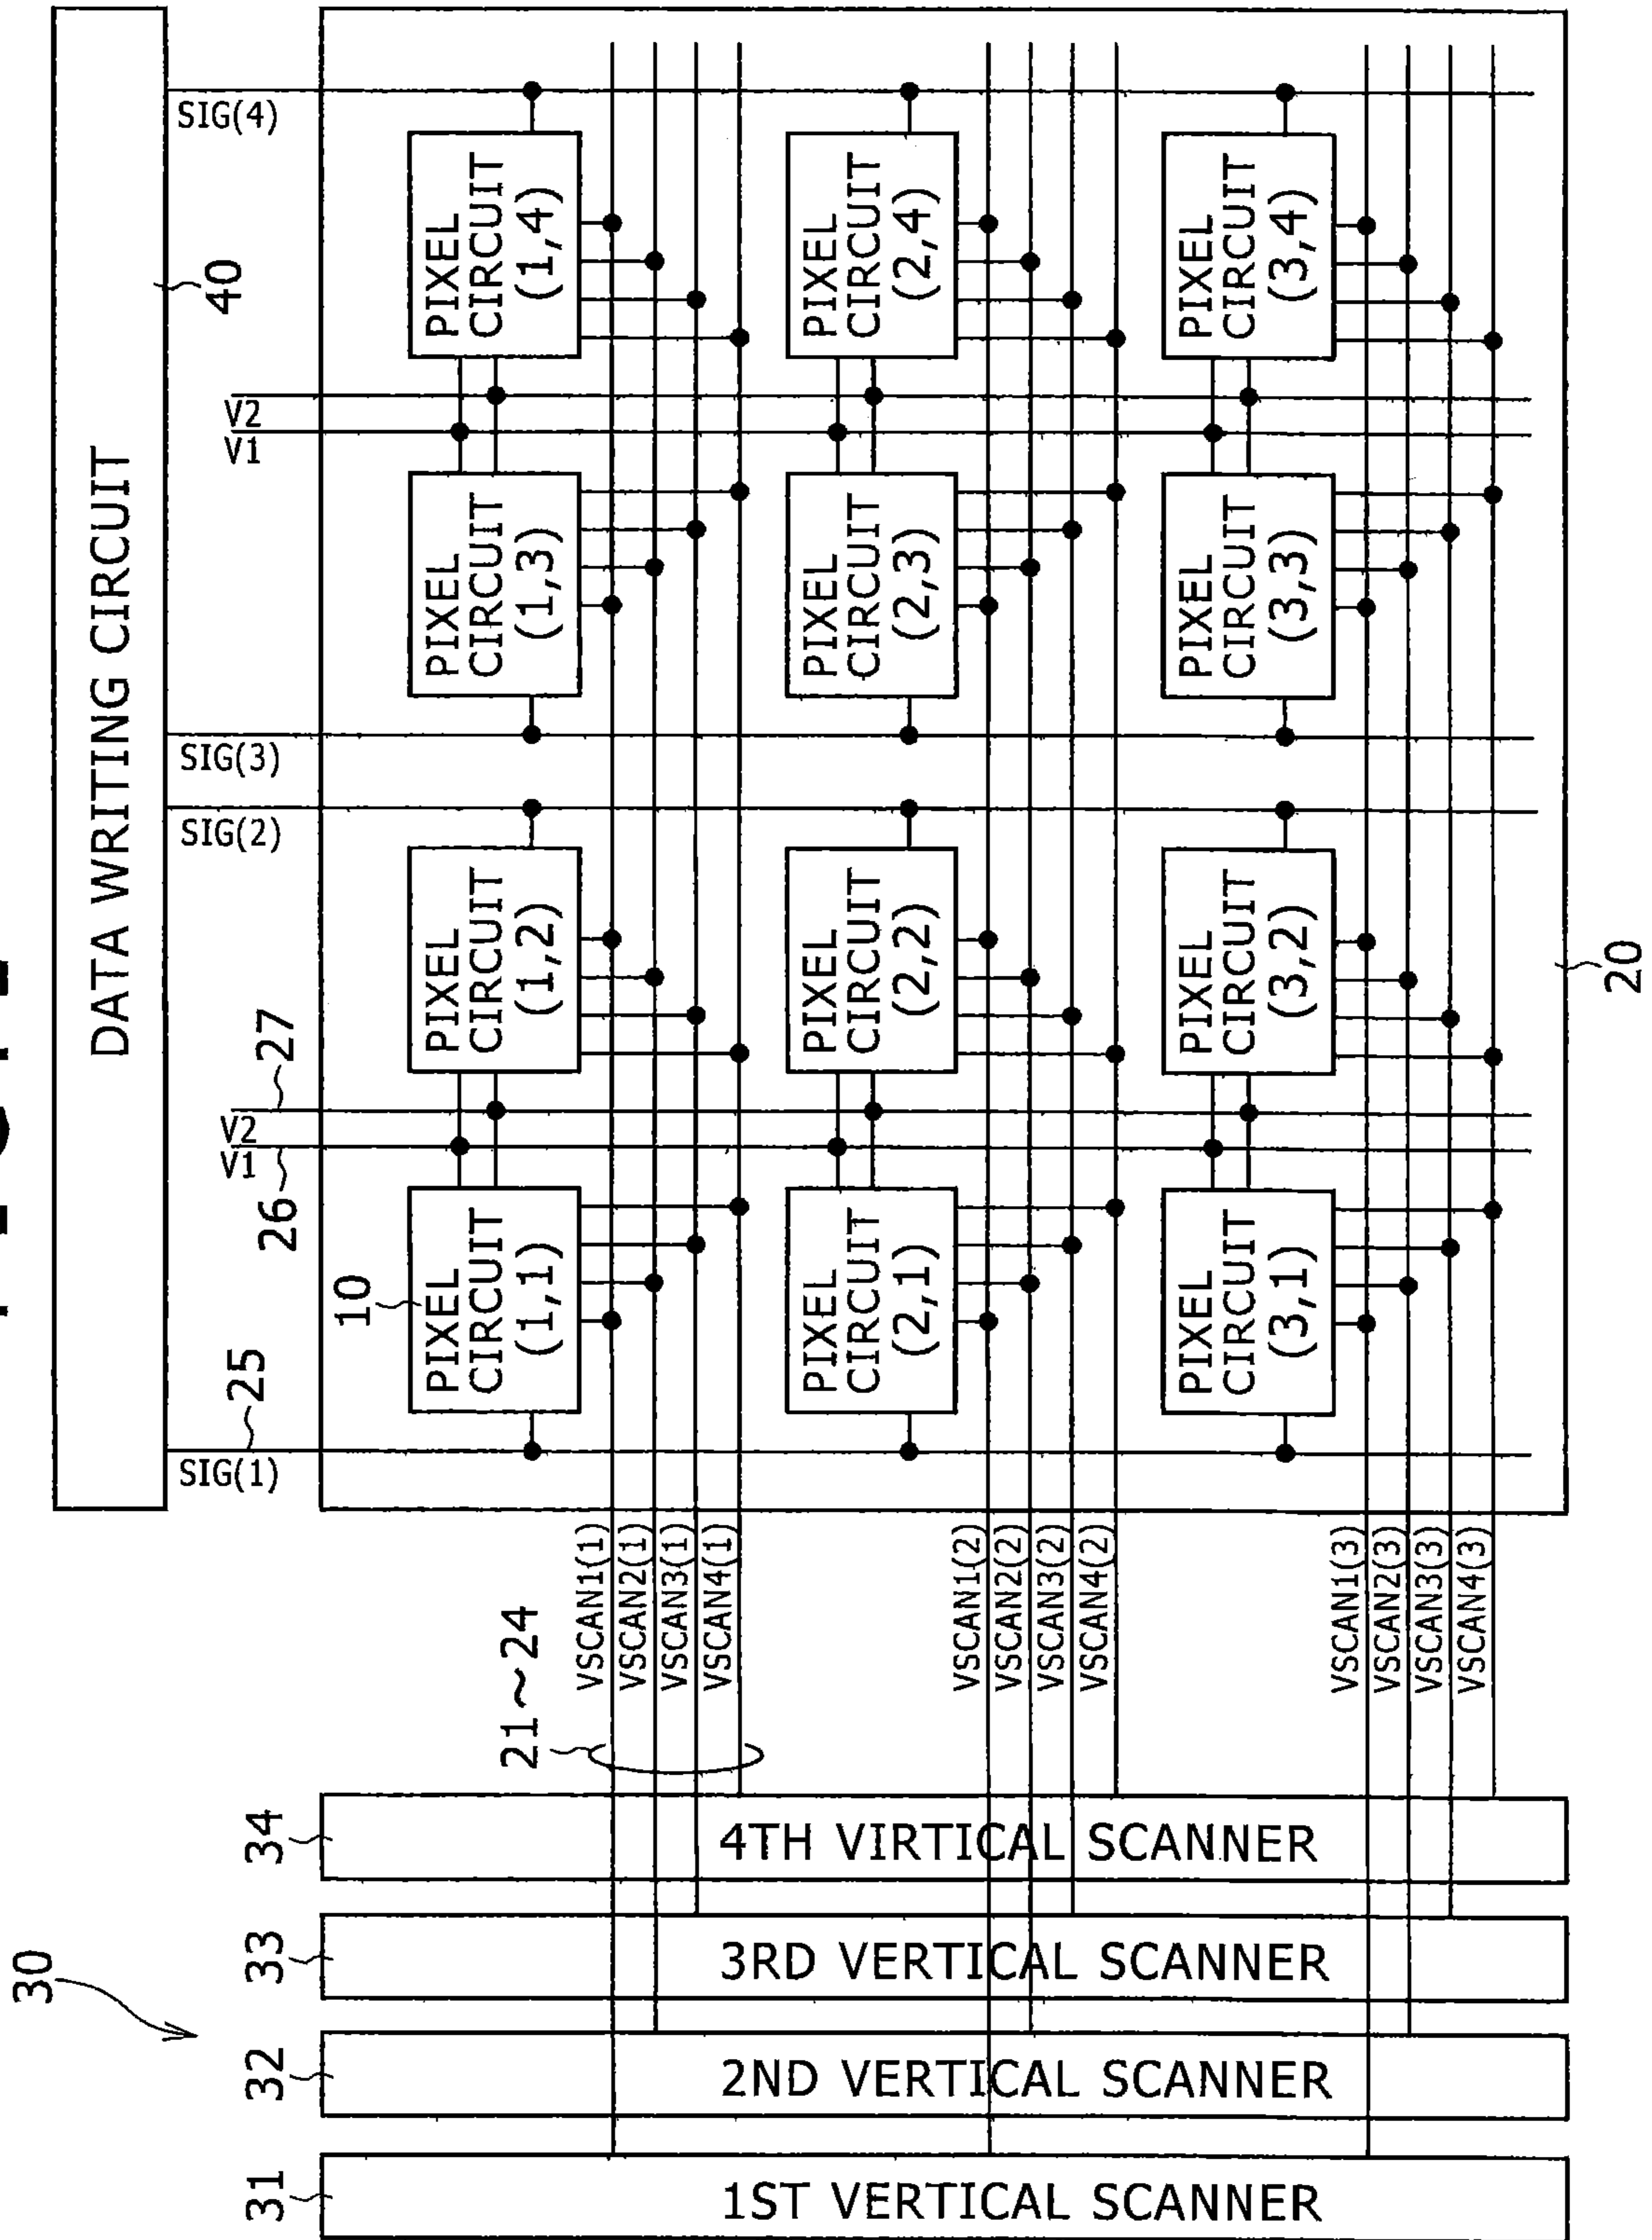 DATA WRITING CIRCUIT
40
SIG(1)
25
V1
26
V2
27
SIG(2)
SIG(3)
V1
V2
SIG(4)
10
PIXEL
CIRCUIT
(1,1)
PIXEL
CIRCUIT
(1,2)
PIXEL
CIRCUIT
(1,3)
PIXEL
CIRCUIT
(1,4)
30
31
32
33
34
21~24
VSCAN1(1)
VSCAN2(1)
VSCAN3(1)
VSCAN4(1)
PIXEL
CIRCUIT
(2,1)
PIXEL
CIRCUIT
(2,2)
PIXEL
CIRCUIT
(2,3)
PIXEL
CIRCUIT
(2,4)
VSCAN1(2)
VSCAN2(2)
VSCAN3(2)
VSCAN4(2)
PIXEL
CIRCUIT
(3,1)
PIXEL
CIRCUIT
(3,2)
PIXEL
CIRCUIT
(3,3)
PIXEL
CIRCUIT
(3,4)
VSCAN1(3)
VSCAN2(3)
VSCAN3(3)
VSCAN4(3)
1ST VERTICAL SCANNER
2ND VERTICAL SCANNER
3RD VERTICAL SCANNER
4TH VIRTICAL SCANNER
20